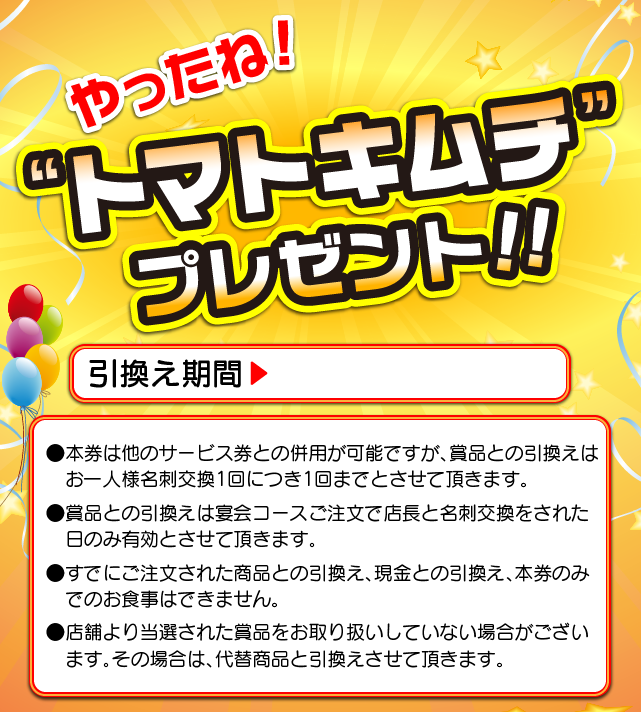 やったね!
“トマトキムチ”
プレゼント!!
引換え期間▶
●本券は他のサービス券との併用が可能ですが、賞品との引換えは
お一人様名刺交換1回につき1回までとさせて頂きます。
●賞品との引換えは宴会コースご注文で店長と名刺交換をされた
日のみ有効とさせて頂きます。
●すでにご注文された商品との引換え、現金との引換え、本券のみ
でのお食事はできません。
●店舗より当選された賞品をお取り扱いしていない場合がござい
ます。その場合は、代替商品と引換えさせて頂きます。